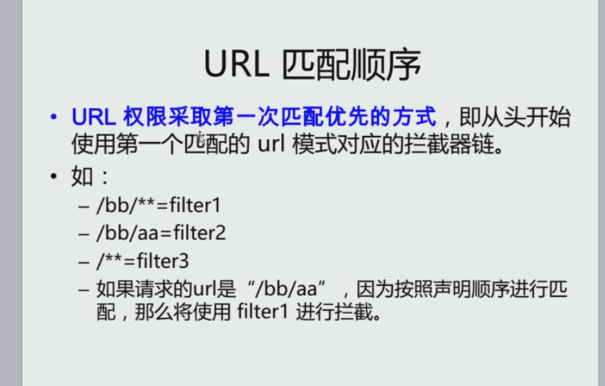 URL 匹配顺序
• URL 权限采取第一次匹配优先的方式，即从头开始
使用第一个匹配的 url 模式对应的拦截器链。
• 如：
– /bb/**=filter1
– /bb/aa=filter2
– /**=filter3
– 如果请求的url是“/bb/aa”，因为按照声明顺序进行匹
配，那么将使用 filter1 进行拦截。